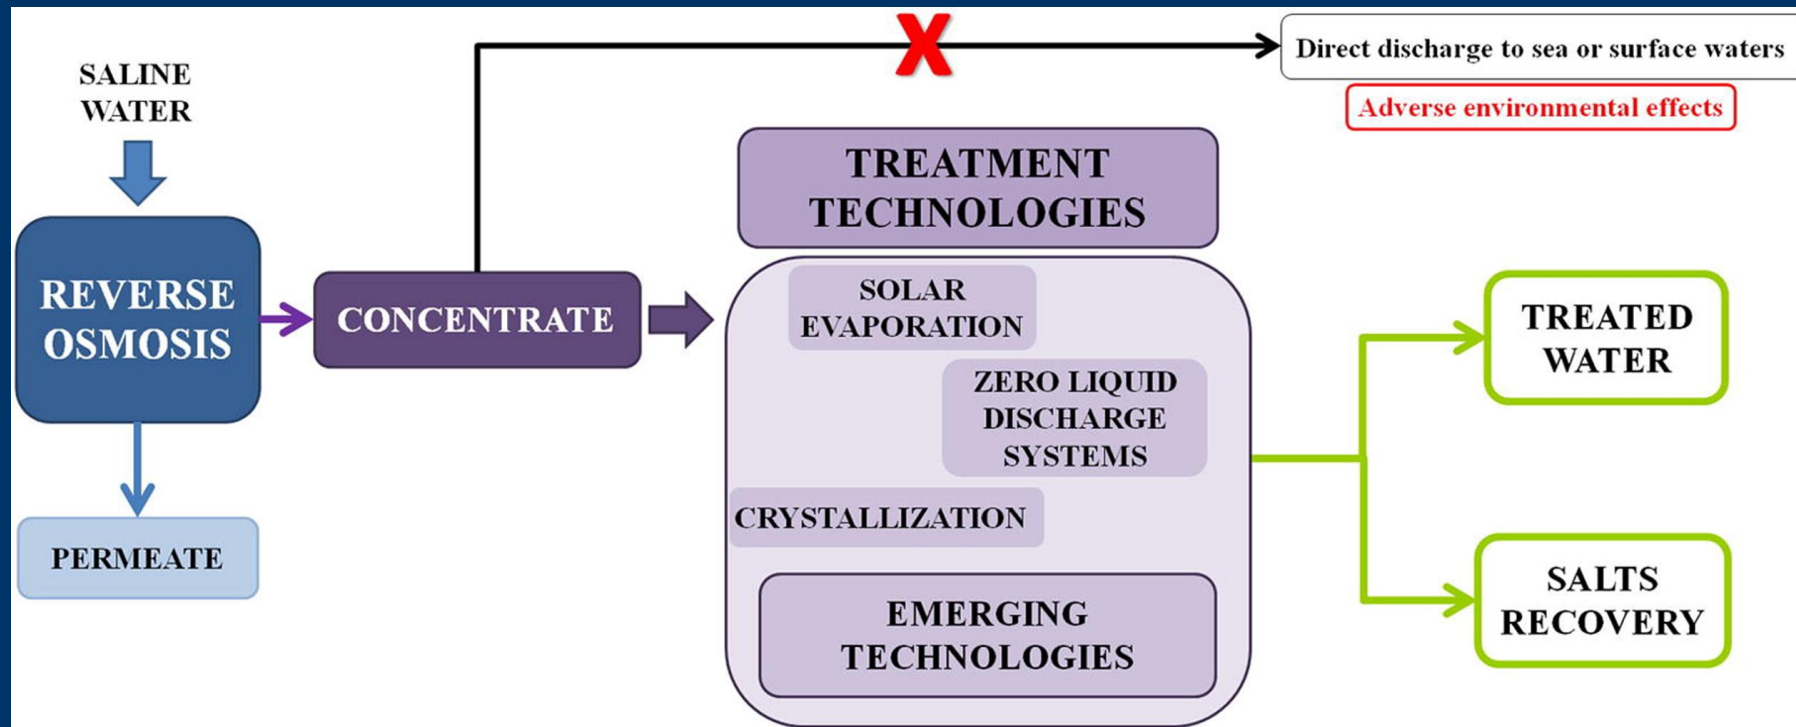 SALINE
WATER
REVERSE
OSMOSIS
PERMEATE
CONCENTRATE
X
Direct discharge to sea or surface waters
Adverse environmental effects
TREATMENT
TECHNOLOGIES
SOLAR
EVAPORATION
ZERO LIQUID
DISCHARGE
SYSTEMS
CRYSTALLIZATION
EMERGING
TECHNOLOGIES
TREATED
WATER
SALTS
RECOVERY